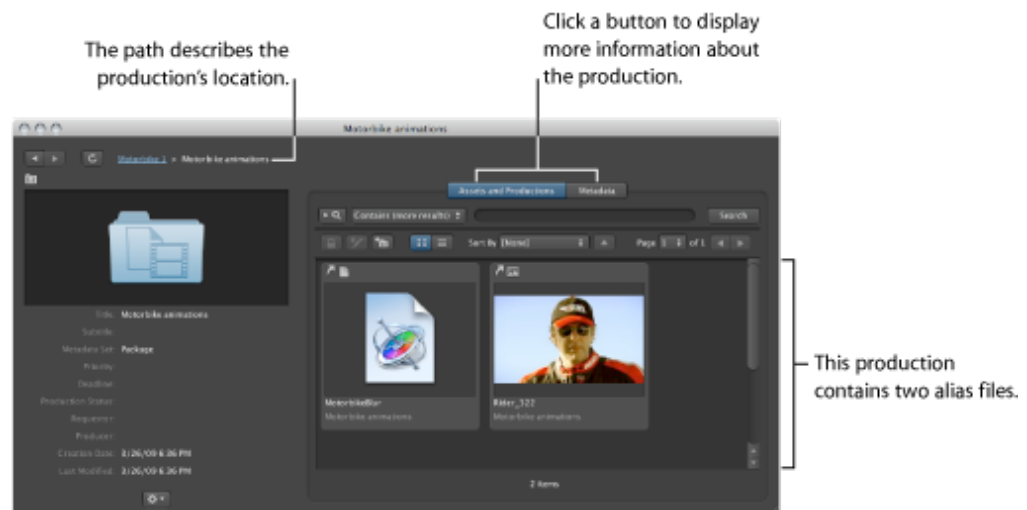 Click a button to display
more information about
the production.
The path describes the
production's location.
Motorbike animations
Motorbike 1 > Motorbike animations
Assets and Productions
Metadata
Contains (more results)
Search
Sort By (None)
Page 1 of 1
Title: Motorbike animations
Subtitle:
Metadata Set: Package
Priority:
Deadline:
Production Status:
Requester:
Producer:
Creation Date: 3/26/09 6:36 PM
Last Modified: 3/26/09 6:36 PM
MotorbikeBlur
Motorbike animations
Rider_322
Motorbike animations
This production
contains two alias files.
2 items